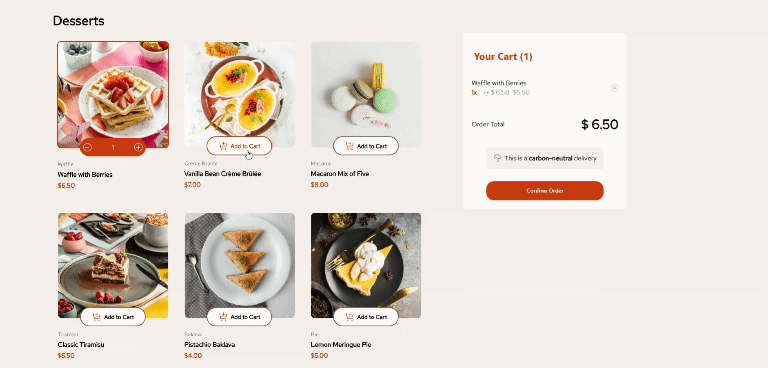 Desserts
1
Waffle
Waffle with Berries
$6.50
Add to Cart
Crème Brûlée
Vanilla Bean Crème Brûlée
$7.00
Add to Cart
Macaron
Macaron Mix of Five
$8.00
Add to Cart
Tiramisu
Classic Tiramisu
$5.50
Add to Cart
Baklava
Pistachio Baklava
$4.00
Add to Cart
Pie
Lemon Meringue Pie
$5.00
Your Cart (1)
Waffle with Berries
1x @ $ 6.50 $6.50
Order Total $ 6.50
This is a carbon-neutral delivery
Confirm Order